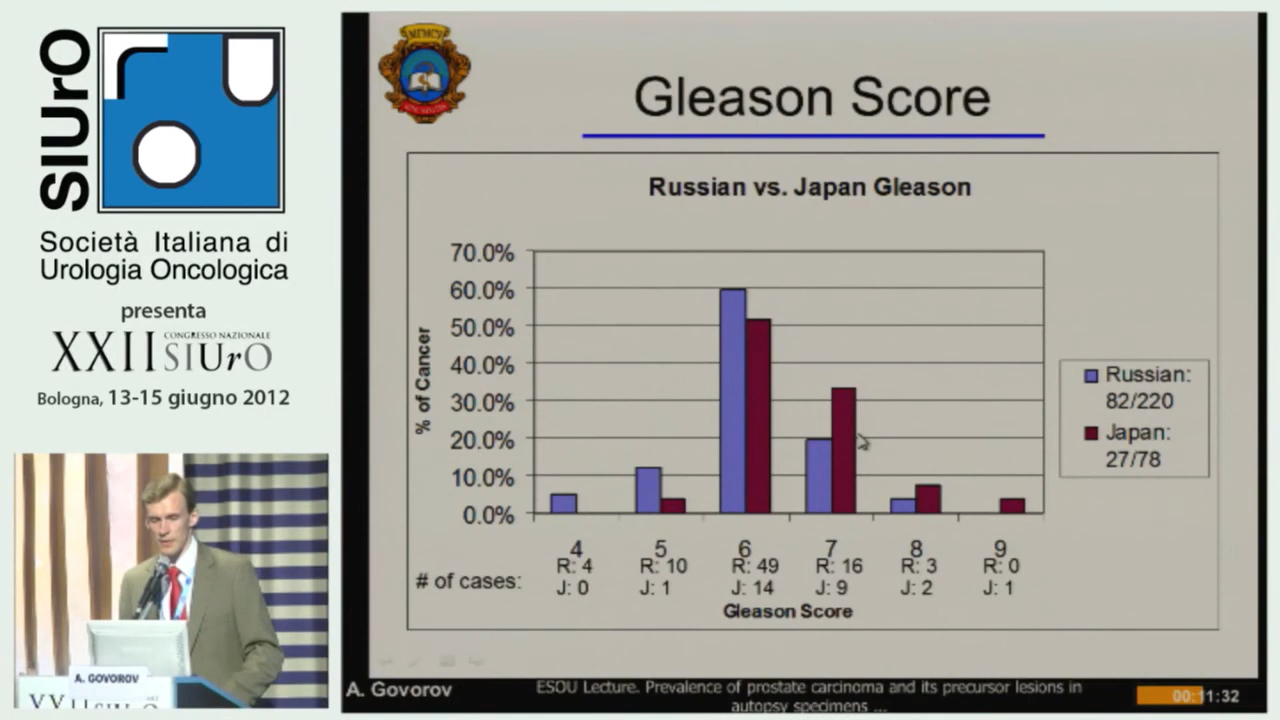 SIUrO
Società Italiana di
Urologia Oncologica
presenta
XXII CONGRESSO NAZIONALE
SIUrO
Bologna, 13-15 giugno 2012
A. GOVOROV
Gleason Score
Russian vs. Japan Gleason
% of Cancer
70.0%
60.0%
50.0%
40.0%
30.0%
20.0%
10.0%
0.0%
4 5 6 7 8 9
# of cases:
R: 4 R: 10 R: 49 R: 16 R: 3 R: 0
J: 0 J: 1 J: 14 J: 9 J: 2 J: 1
Gleason Score
Russian:
82/220
Japan:
27/78
A. Govorov
ESOU Lecture. Prevalence of prostate carcinoma and its precursor lesions in
autopsy specimens ...
00:11:32